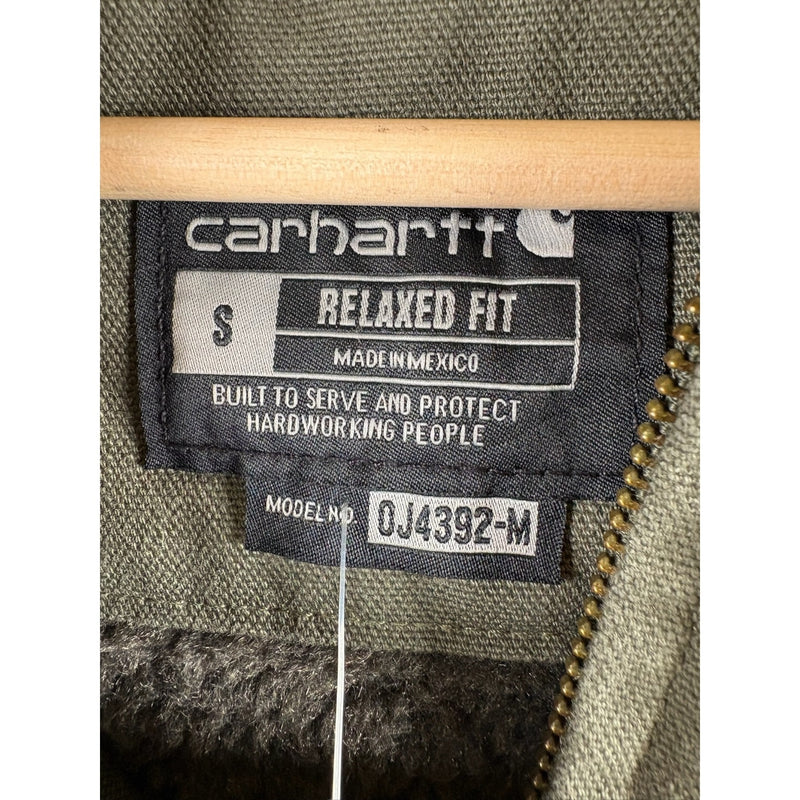 carhartt
S
RELAXED FIT
MADE IN MEXICO
BUILT TO SERVE AND PROTECT
HARDWORKING PEOPLE
MODEL NO. OJ4392-M